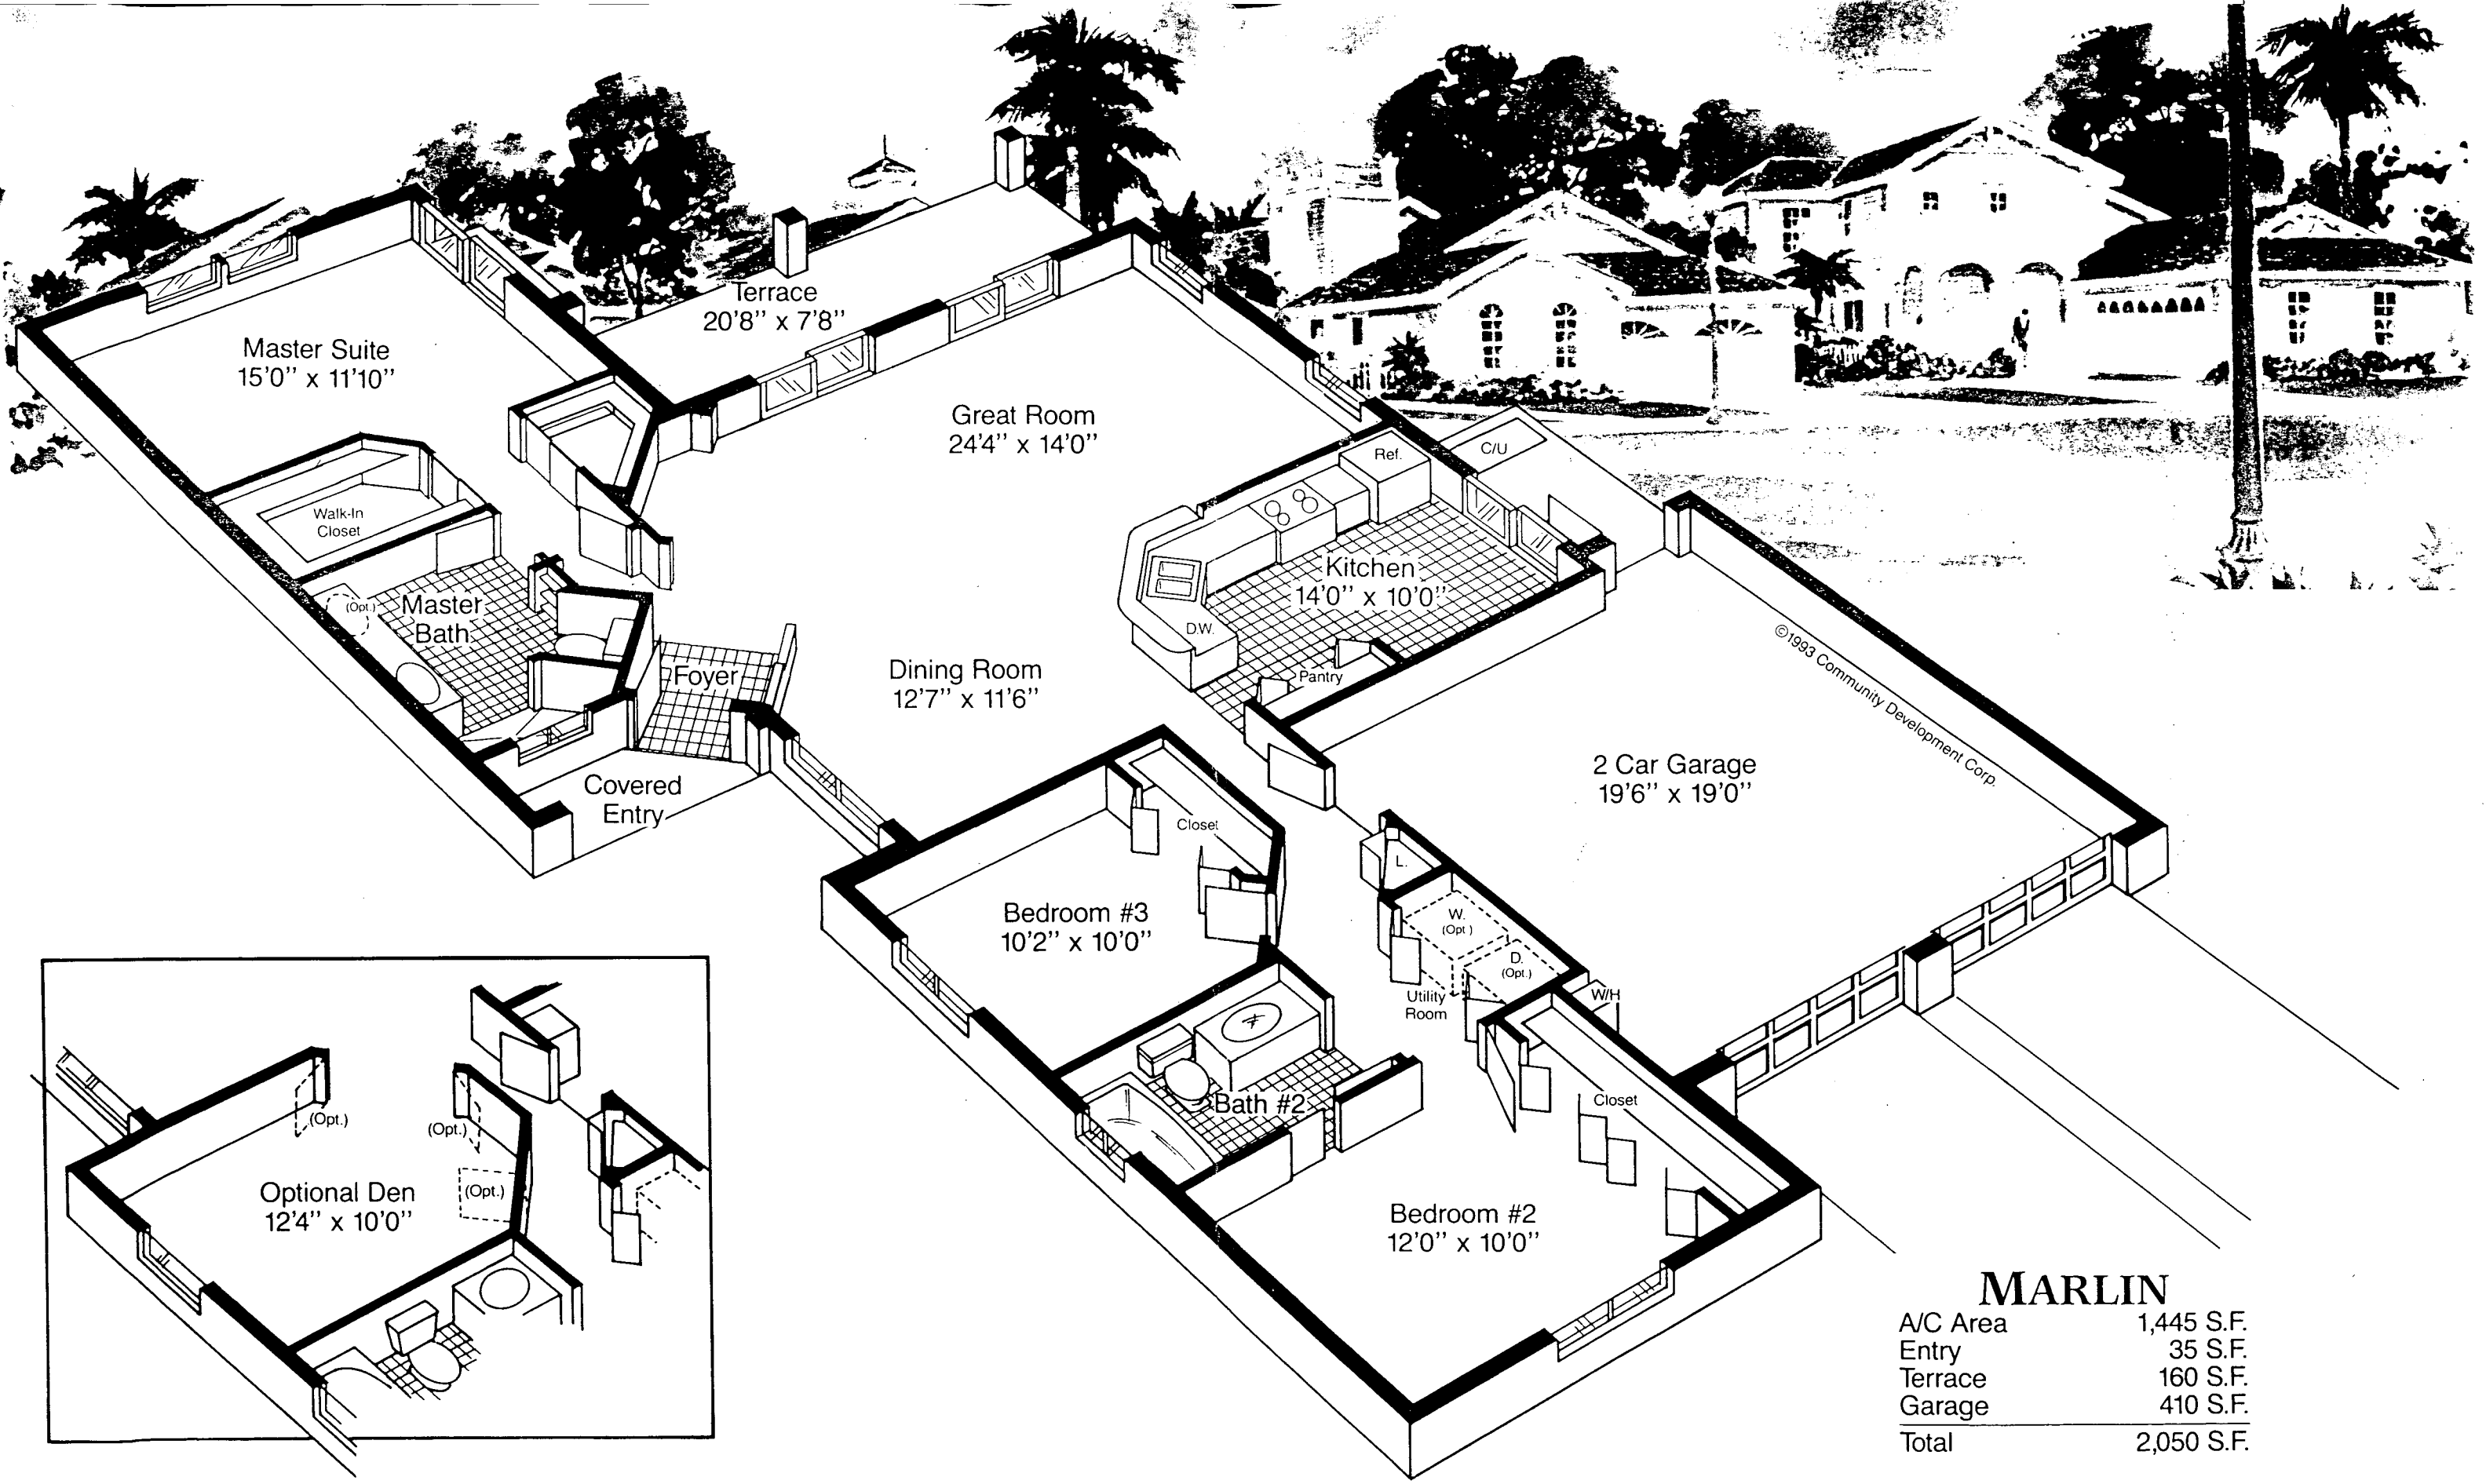 Terrace
20'8" x 7'8"
Master Suite
15'0" x 11'10"
Great Room
24'4" x 14'0"
C/U
Ref.
Walk-In
Closet
Kitchen
14'0" x 10'0"
(Opt.)
Master
Bath
D.W.
Foyer
Dining Room
12'7" x 11'6"
Pantry
©1993 Community Development Corp.
Covered
Entry
2 Car Garage
19'6" x 19'0"
Closet
L.
Bedroom #3
10'2" x 10'0"
W.
(Opt.)
D.
(Opt.)
Utility
Room
W/H
Bath #2
Closet
Bedroom #2
12'0" x 10'0"
(Opt.)
(Opt.)
Optional Den
12'4" x 10'0"
(Opt.)
MARLIN
A/C Area 1,445 S.F.
Entry 35 S.F.
Terrace 160 S.F.
Garage 410 S.F.
Total 2,050 S.F.